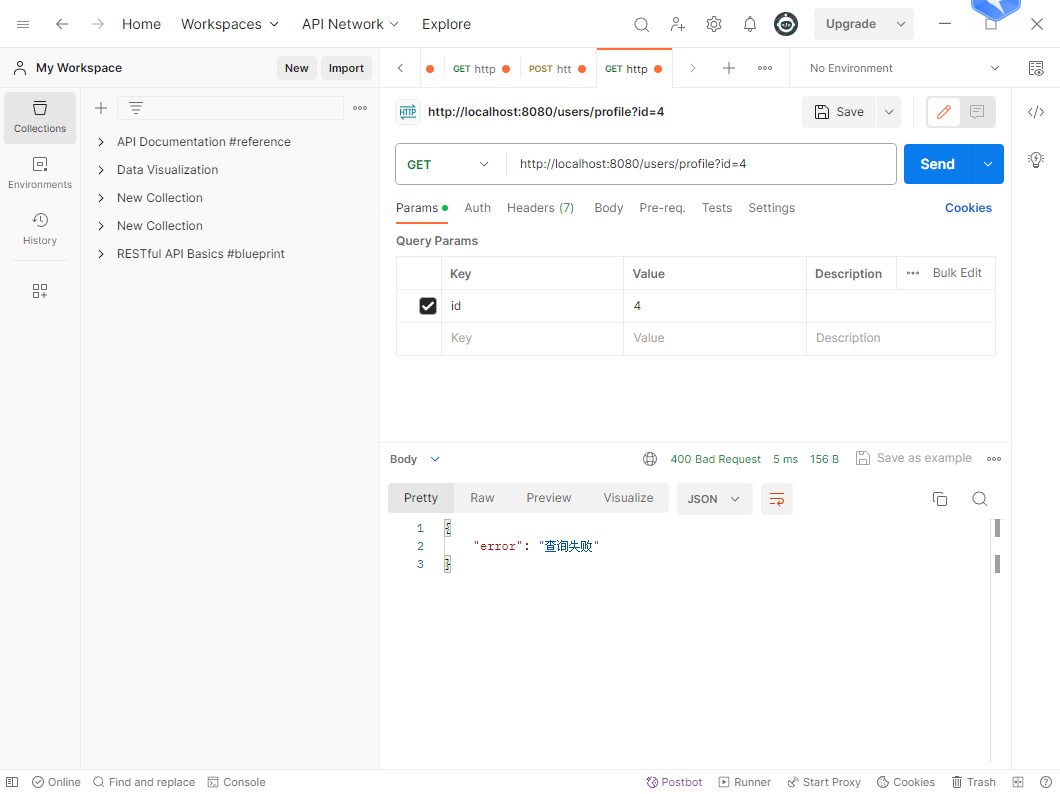 Home Workspaces API Network Explore Upgrade
My Workspace New Import GET http POST htt GET http No Environment
Collections
Environments
History
API Documentation #reference
Data Visualization
New Collection
New Collection
RESTful API Basics #blueprint
HTTP http://localhost:8080/users/profile?id=4 Save
GET http://localhost:8080/users/profile?id=4 Send
Params Auth Headers (7) Body Pre-req. Tests Settings Cookies
Query Params
Key Value Description Bulk Edit
id 4
Key Value Description
Body 400 Bad Request 5 ms 156 B Save as example
Pretty Raw Preview Visualize JSON
1 {
2 "error": "查询失败"
3 }
Online Find and replace Console Postbot Runner Start Proxy Cookies Trash